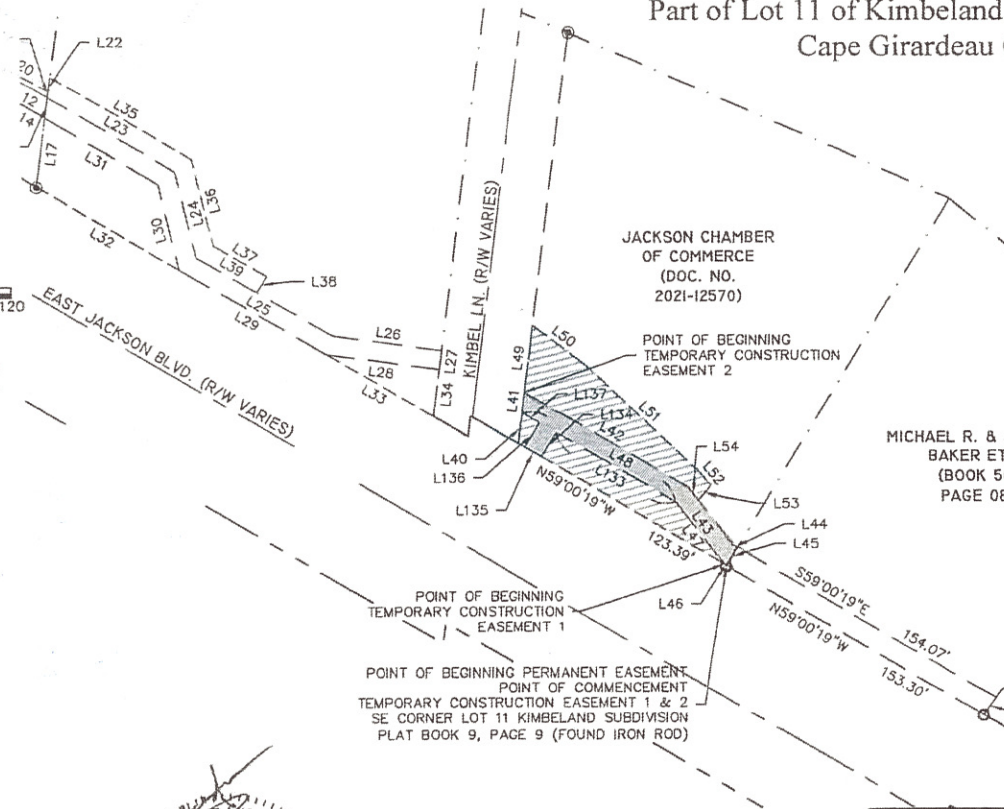 Part of Lot 11 of Kimbeland
Cape Girardeau
L22
20
12
14
L35
L23
L31
L17
L24
L36
L30
L32
L37
L39
L38
L25
L29
L26
L28
L27
L33
L34
120
EAST JACKSON BLVD. (R/W VARIES)
KIMBEL LN. (R/W VARIES)
JACKSON CHAMBER
OF COMMERCE
(DOC. NO.
2021-12570)
POINT OF BEGINNING
TEMPORARY CONSTRUCTION
EASEMENT 2
L49
L50
L41
L137
L134
L51
L42
L48
L133
L54
L52
L53
L40
L136
L135
N59°00'19"W
123.39'
L43
L47
L44
L45
L46
MICHAEL R. &
BAKER ET
(BOOK 5
PAGE 08
S59°00'19"E
154.07'
N59°00'19"W
153.30'
POINT OF BEGINNING
TEMPORARY CONSTRUCTION
EASEMENT 1
POINT OF BEGINNING PERMANENT EASEMENT
POINT OF COMMENCEMENT
TEMPORARY CONSTRUCTION EASEMENT 1 & 2
SE CORNER LOT 11 KIMBELAND SUBDIVISION
PLAT BOOK 9, PAGE 9 (FOUND IRON ROD)